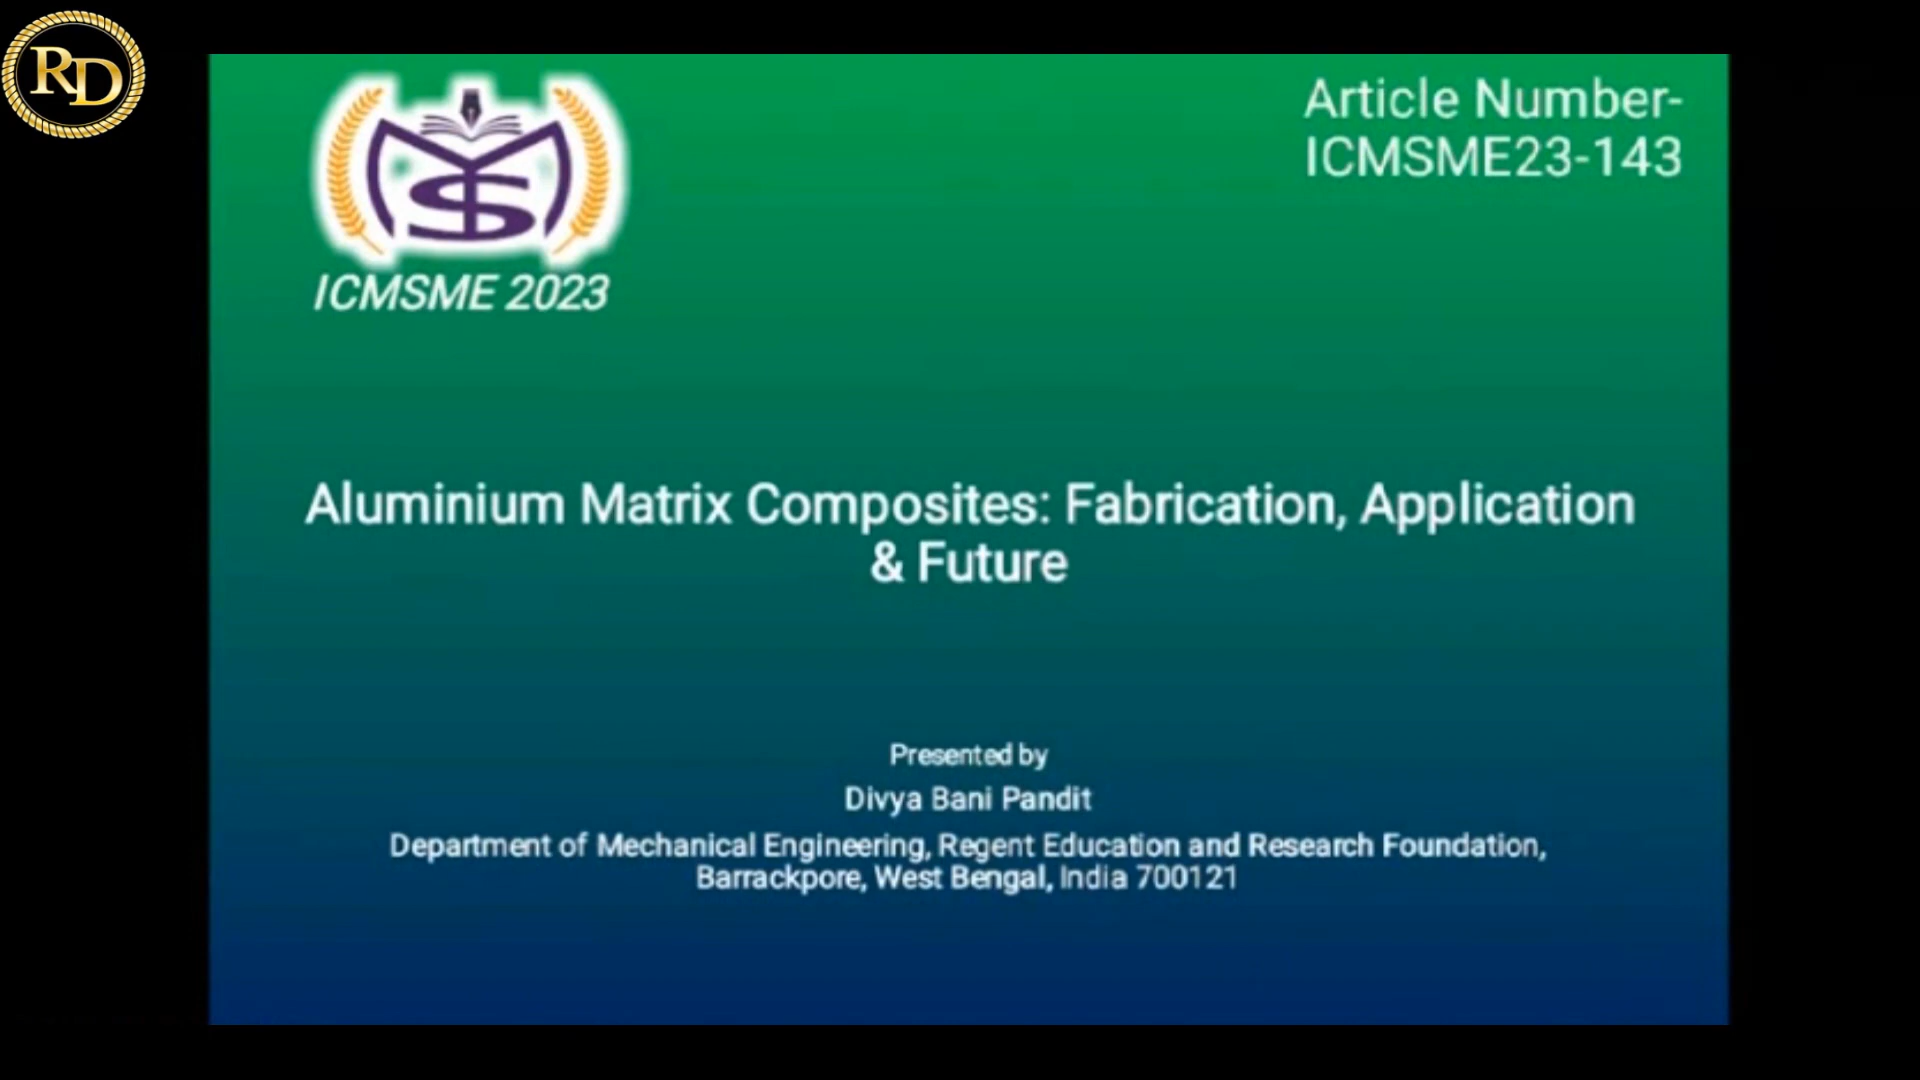 RD
Article Number-
ICMSME23-143
ICMSME 2023
Aluminium Matrix Composites: Fabrication, Application
& Future
Presented by
Divya Bani Pandit
Department of Mechanical Engineering, Regent Education and Research Foundation,
Barrackpore, West Bengal, India 700121